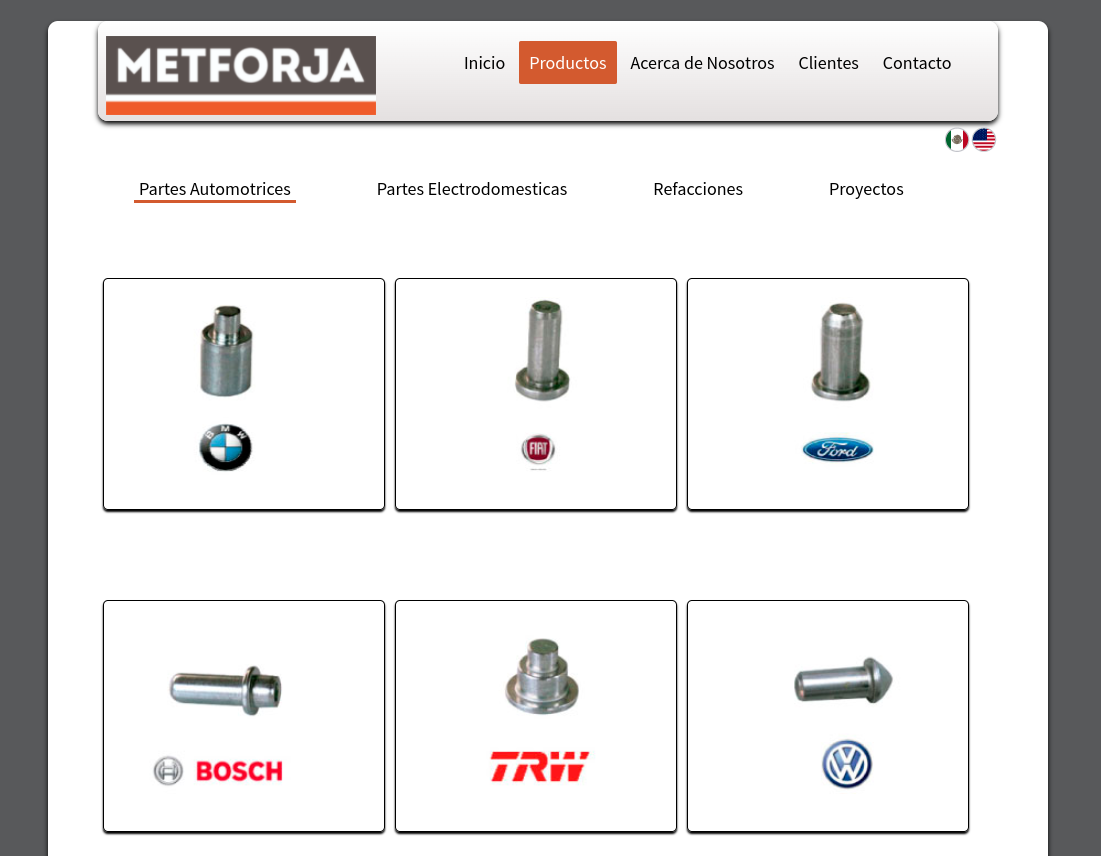 METFORJA
Inicio Productos Acerca de Nosotros Clientes Contacto
Partes Automotrices Partes Electrodomesticas Refacciones Proyectos
BMW
FIAT
Ford
BOSCH
TRW
VW